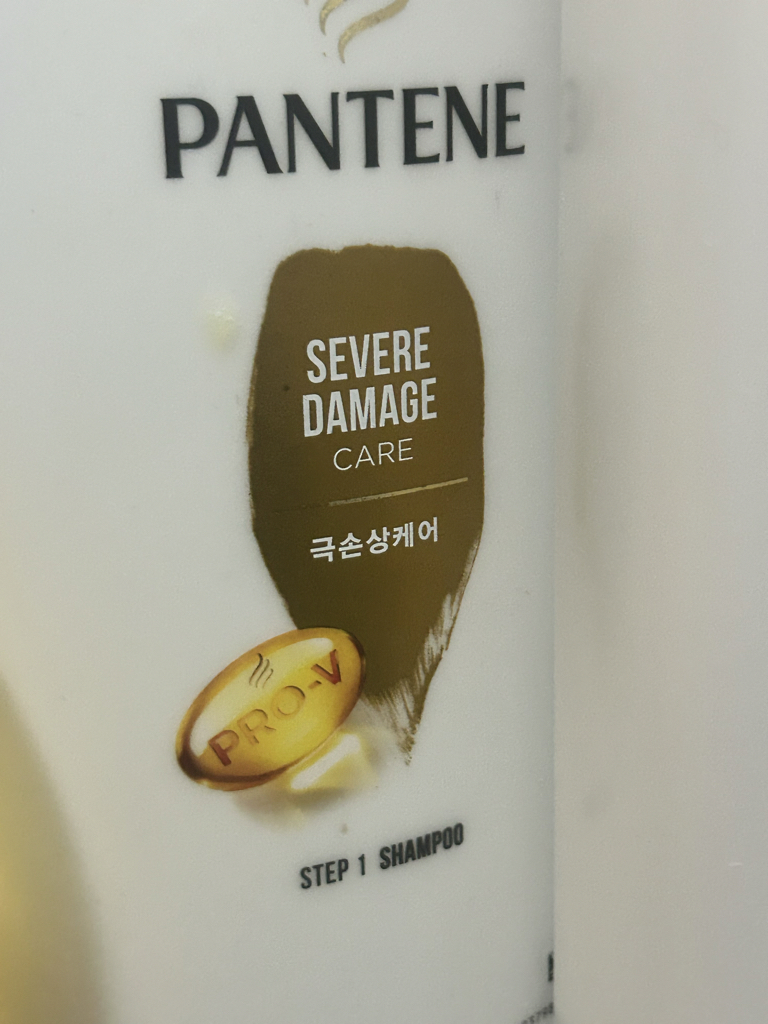 PANTENE
SEVERE
DAMAGE
CARE
극손상케어
PRO-V
STEP 1 SHAMPOO